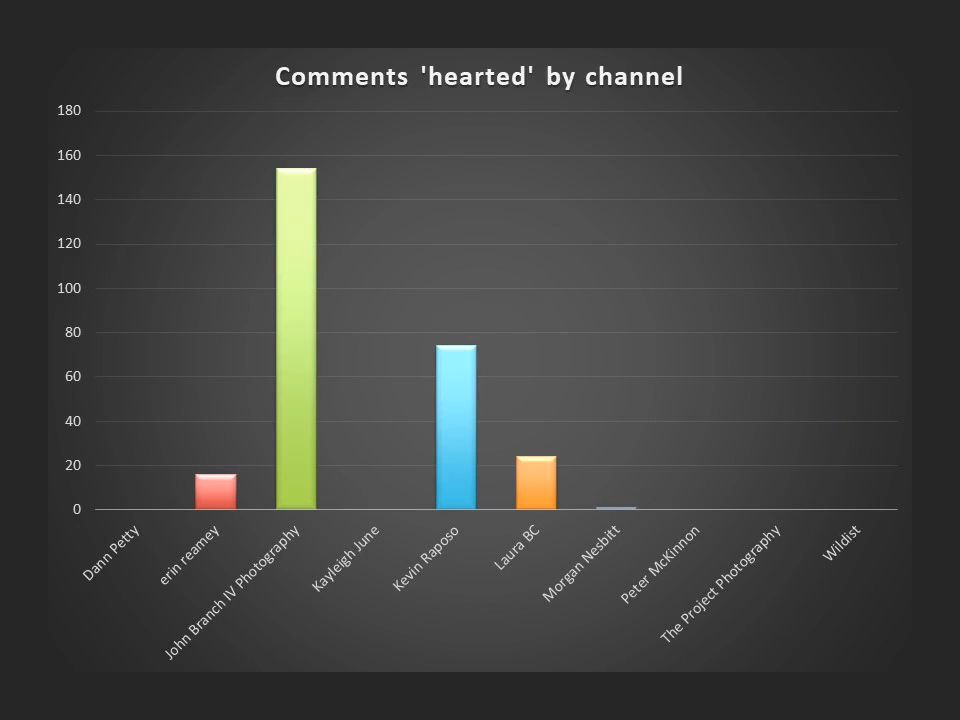 Comments 'hearted' by channel
180
160
140
120
100
80
60
40
20
0
Dann Petty
erin reamey
John Branch IV Photography
Kayleigh June
Kevin Raposo
Laura BC
Morgan Nesbitt
Peter McKinnon
The Project Photography
Wildist